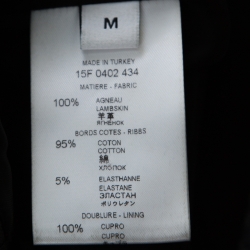 M
MADE IN TURKEY
15F 0402 434
MATIERE - FABRIC
100% AGNEAU
LAMBSKIN
羊革
ЯГНЕНОК
BORDS COTES - RIBBS
95% COTON
COTTON
綿
ХЛОПОК
5% ELASTHANNE
ELASTANE
ЭЛАСТАН
ポリウレタン
DOUBLURE - LINING
100% CUPRO
CUPRO